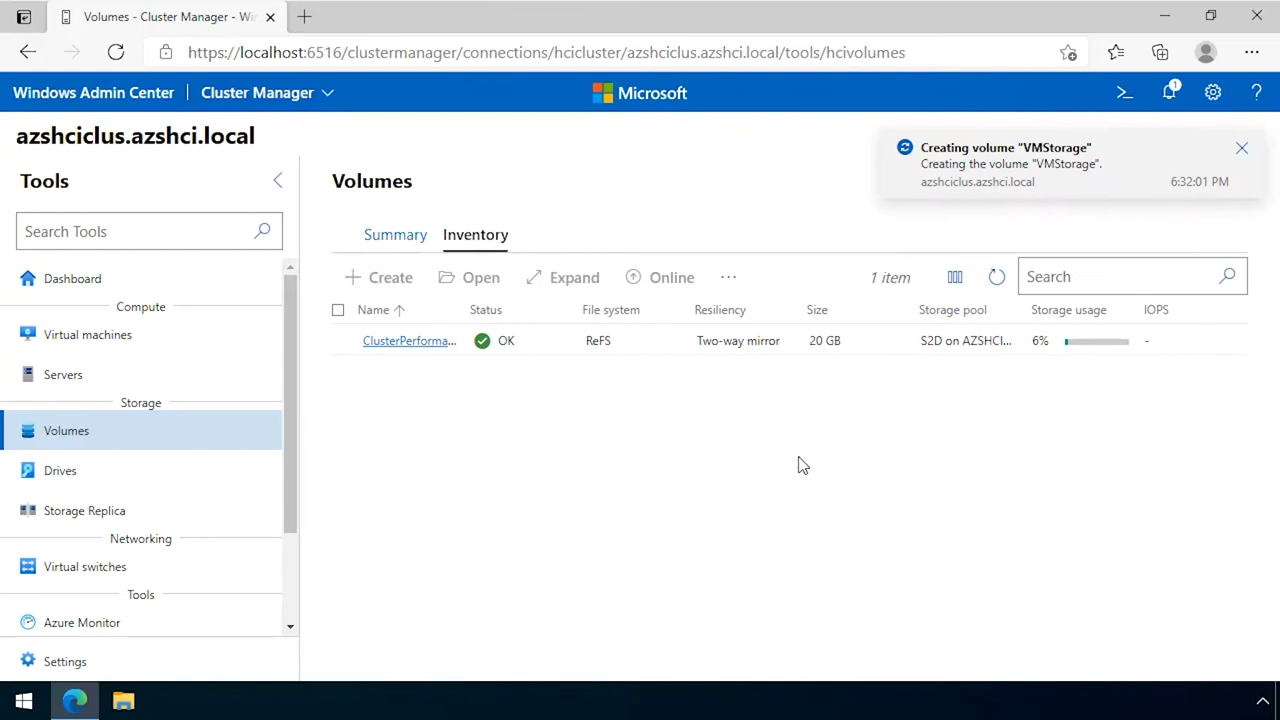 Volumes - Cluster Manager - Wi
https://localhost:6516/clustermanager/connections/hcicluster/azshciclus.azshci.local/tools/hcivolumes
Windows Admin Center
Cluster Manager
Microsoft
1
azshciclus.azshci.local
Creating volume "VMStorage"
Creating the volume "VMStorage".
azshciclus.azshci.local 6:32:01 PM
Tools
Volumes
Search Tools
Summary Inventory
Dashboard
Create Open Expand Online ... 1 item Search
Compute
Name Status File system Resiliency Size Storage pool Storage usage IOPS
Virtual machines
ClusterPerforma... OK ReFS Two-way mirror 20 GB S2D on AZSHCI... 6% -
Servers
Storage
Volumes
Drives
Storage Replica
Networking
Virtual switches
Tools
Azure Monitor
Settings